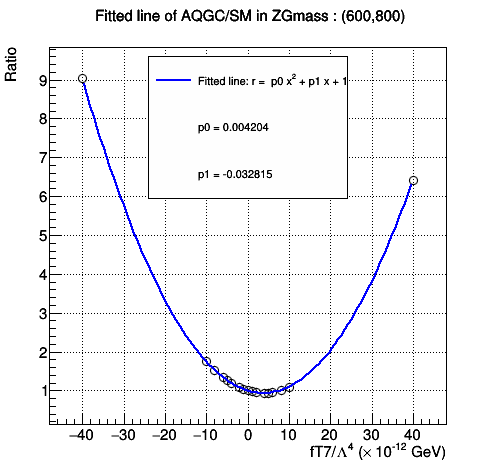 Fitted line of AQGC/SM in ZGmass : (600,800)
Ratio
Fitted line: r = p0 x² + p1 x + 1
p0 = 0.004204
p1 = -0.032815
9
8
7
6
5
4
3
2
1
−40 −30 −20 −10 0 10 20 30 40
fT7/Λ⁴ (× 10⁻¹² GeV)